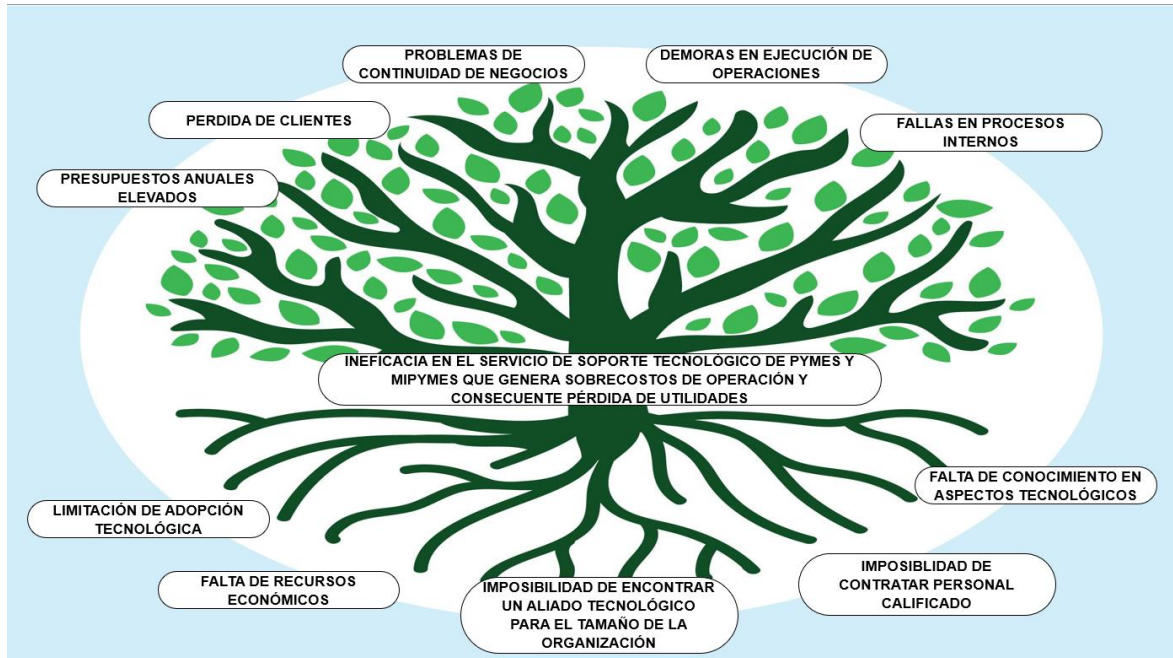 PROBLEMAS DE
CONTINUIDAD DE NEGOCIOS
DEMORAS EN EJECUCIÓN DE
OPERACIONES
PERDIDA DE CLIENTES
FALLAS EN PROCESOS
INTERNOS
PRESUPUESTOS ANUALES
ELEVADOS
INEFICACIA EN EL SERVICIO DE SOPORTE TECNOLÓGICO DE PYMES Y
MIPYMES QUE GENERA SOBRECOSTOS DE OPERACIÓN Y
CONSECUENTE PÉRDIDA DE UTILIDADES
FALTA DE CONOCIMIENTO EN
ASPECTOS TECNOLÓGICOS
LIMITACIÓN DE ADOPCIÓN
TECNOLÓGICA
FALTA DE RECURSOS
ECONÓMICOS
IMPOSIBILIDAD DE ENCONTRAR
UN ALIADO TECNOLÓGICO
PARA EL TAMAÑO DE LA
ORGANIZACIÓN
IMPOSIBLIDAD DE
CONTRATAR PERSONAL
CALIFICADO